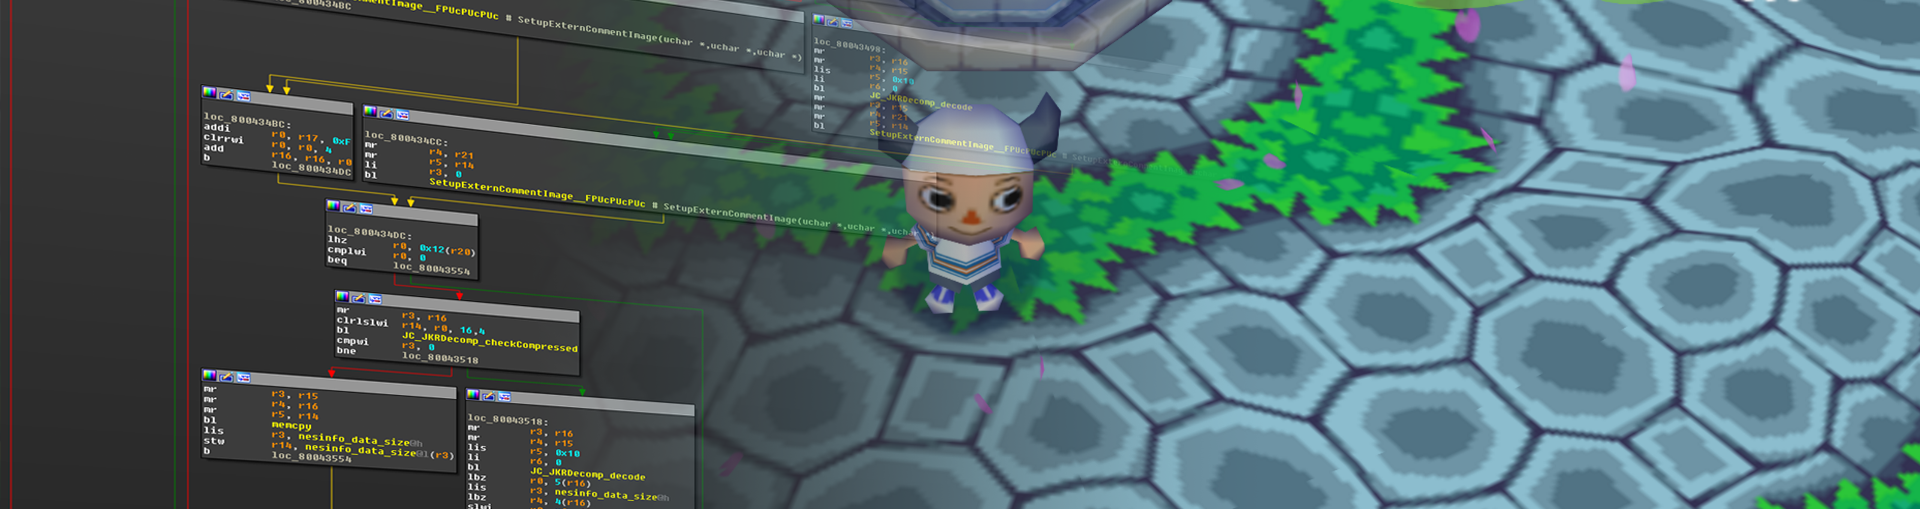 CommentImage__FPUcPUcPUc # SetupExternCommentImage(uchar *,uchar *,uchar *)
loc_80043498:
mr r3, r16
mr r4, r15
lis r5, 0x10
li r6, 0
bl JC_JKRDecomp_decode
mr r3, r15
mr r4, r21
mr r5, r14
bl SetupExternCommentImage__FPUcPUcPUc
loc_800434BC:
addi r0, r17, 0xF
clrrwi r0, r0, 4
add r16, r16, r0
b loc_800434DC
loc_800434CC:
mr r4, r21
mr r5, r14
li r3, 0
bl SetupExternCommentImage__FPUcPUcPUc # SetupExternCommentImage(uchar *,uchar *,uchar *)
loc_800434DC:
lhz r0, 0x12(r20)
cmplwi r0, 0
beq loc_80043554
mr r3, r16
clrlslwi r14, r0, 16,4
bl JC_JKRDecomp_checkCompressed
cmpwi r3, 0
bne loc_80043518
mr r3, r15
mr r4, r16
mr r5, r14
bl memcpy
lis r3, nesinfo_data_size@h
stw r14, nesinfo_data_size@l(r3)
b loc_80043554
loc_80043518:
mr r3, r16
mr r4, r15
lis r5, 0x10
li r6, 0
bl JC_JKRDecomp_decode
lbz r0, 5(r16)
lis r3, nesinfo_data_size@h
lbz r4, 4(r16)
slwi